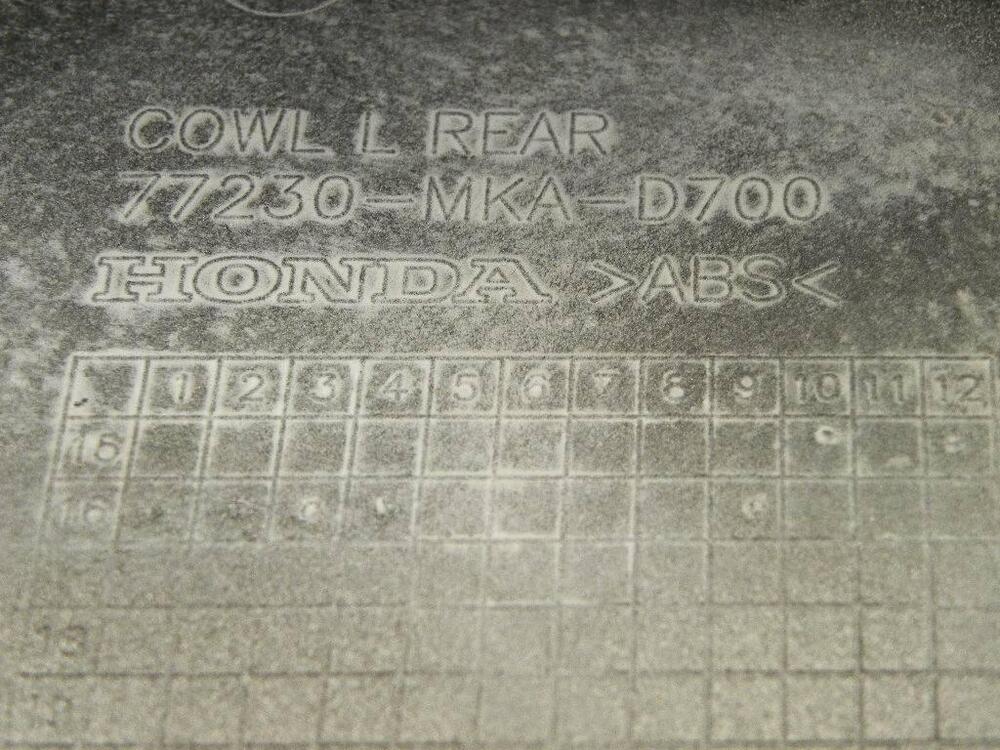 COWL L REAR
77230-MKA-D700
HONDA >ABS<
1 2 3 4 5 6 7 8 9 10 11 12
15
16
18